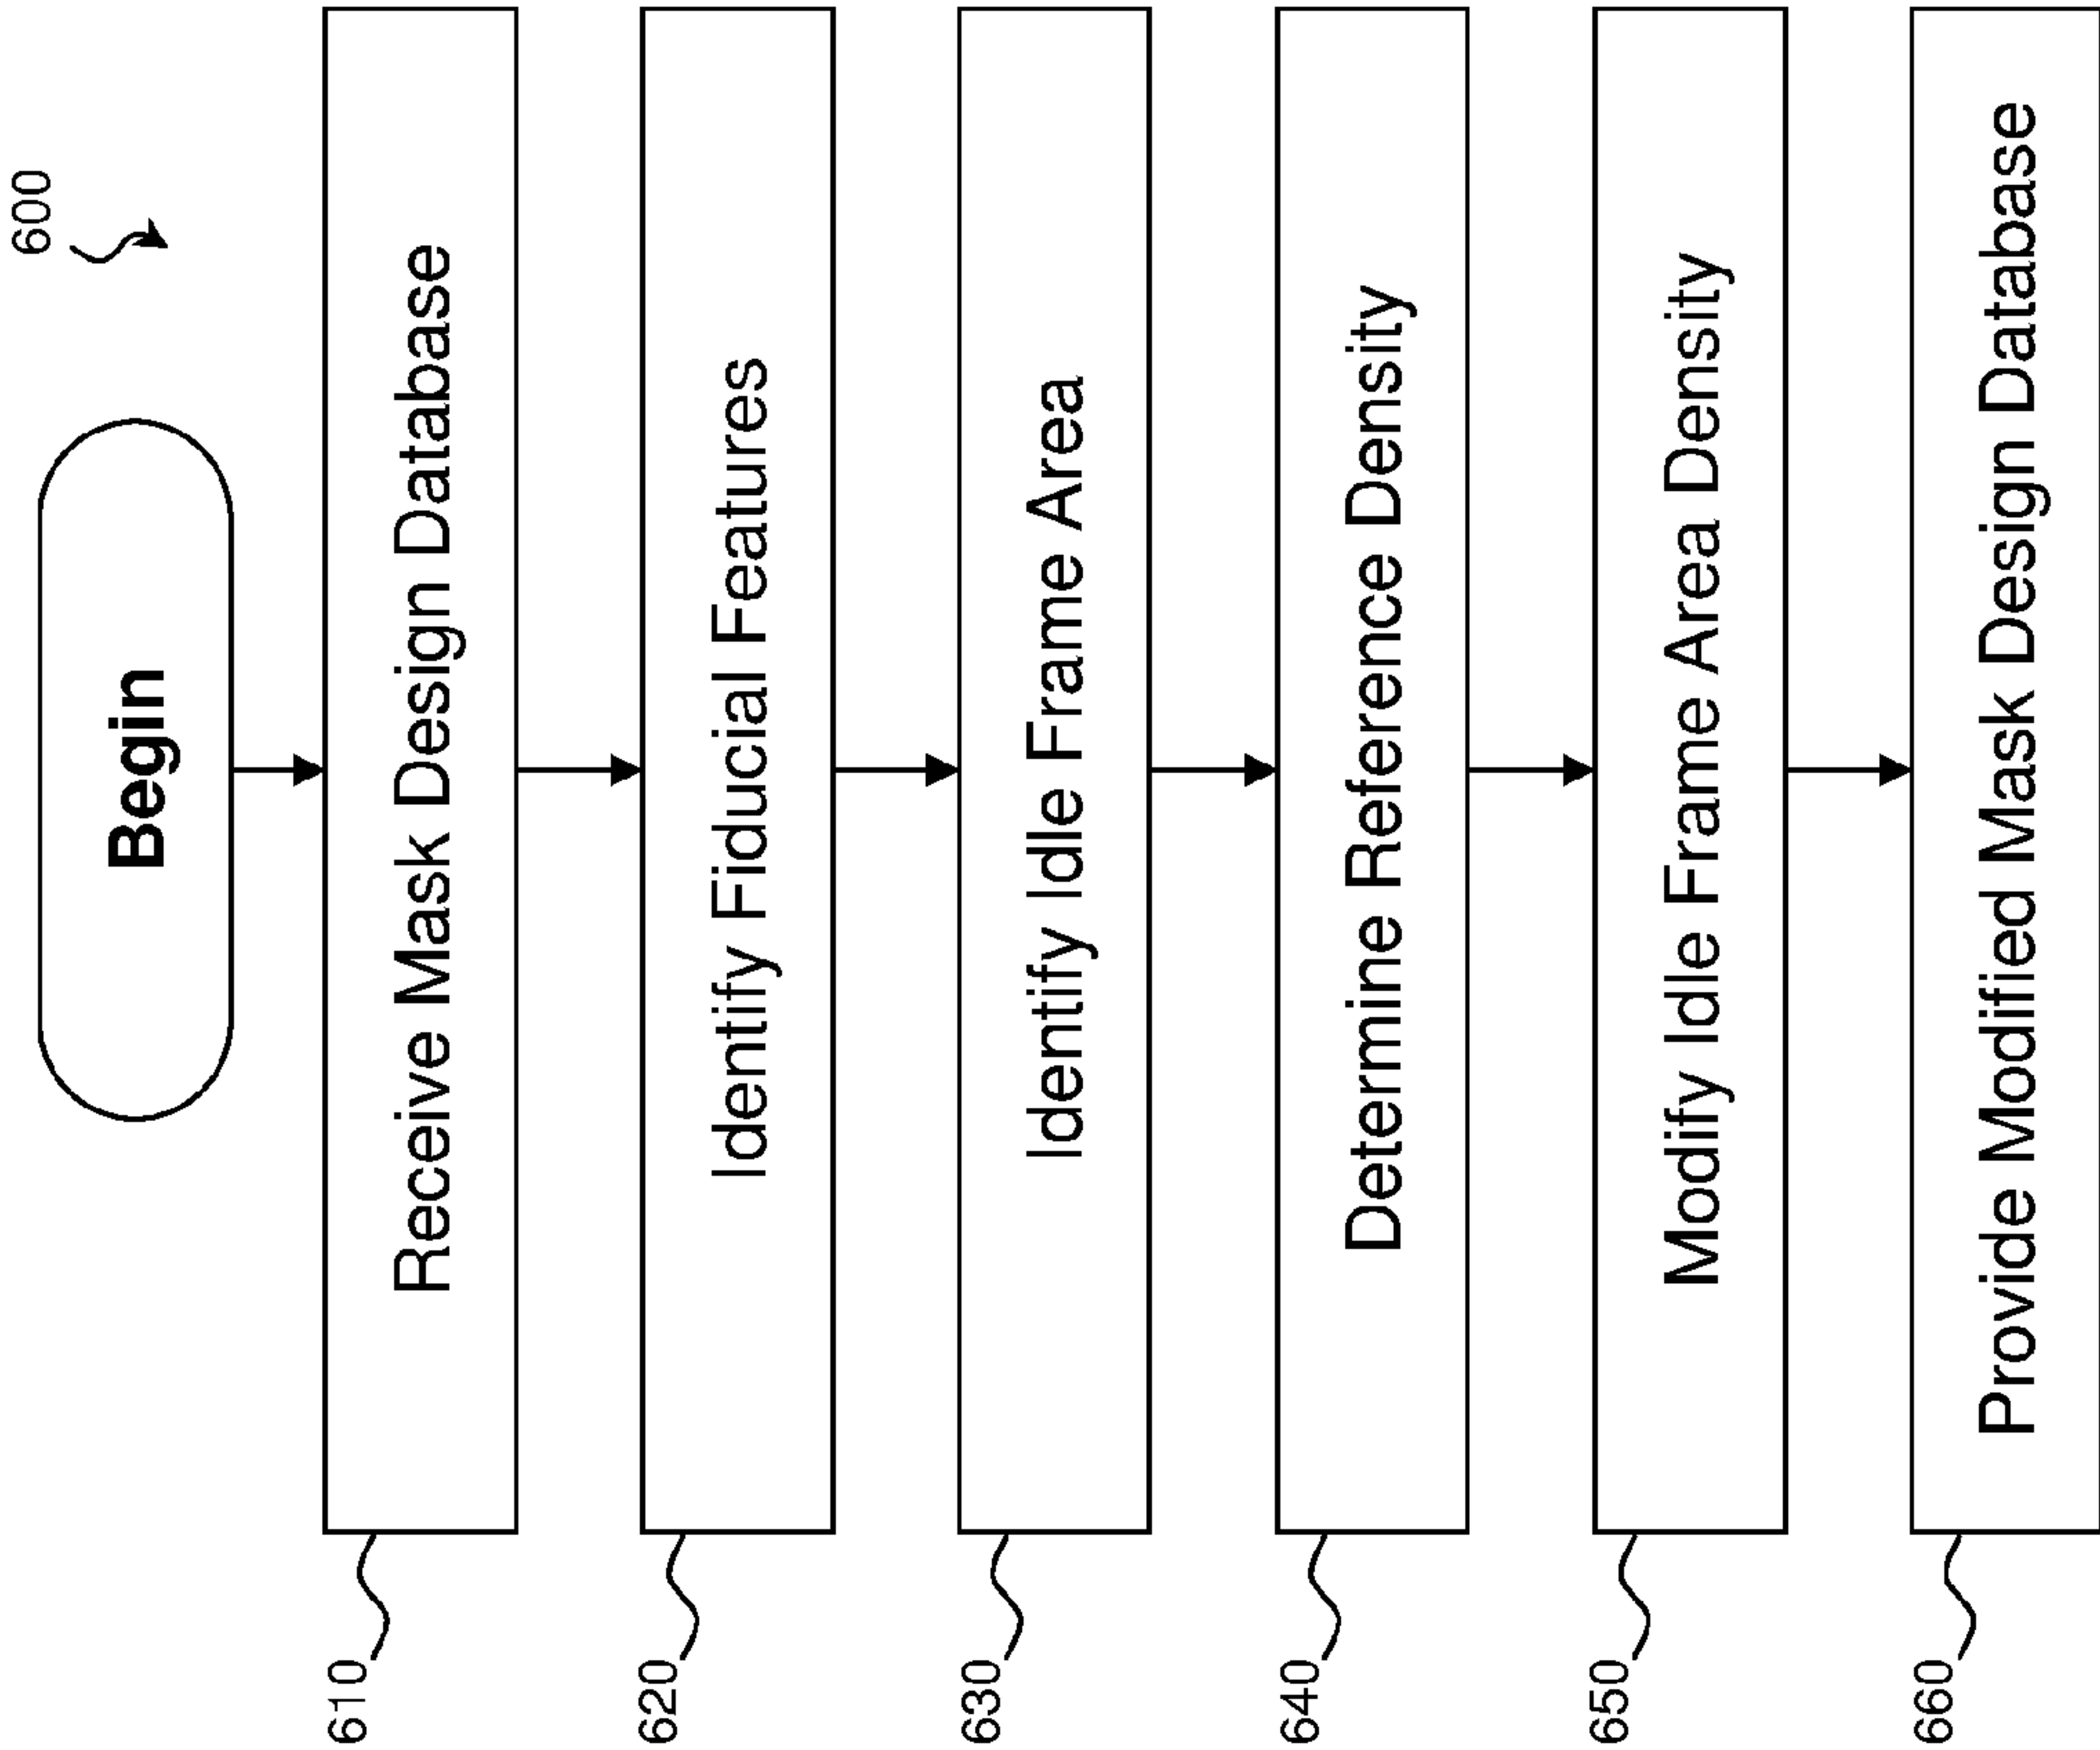 600
Begin
610
Receive Mask Design Database
620
Identify Fiducial Features
630
Identify Idle Frame Area
640
Determine Reference Density
650
Modify Idle Frame Area Density
660
Provide Modified Mask Design Database